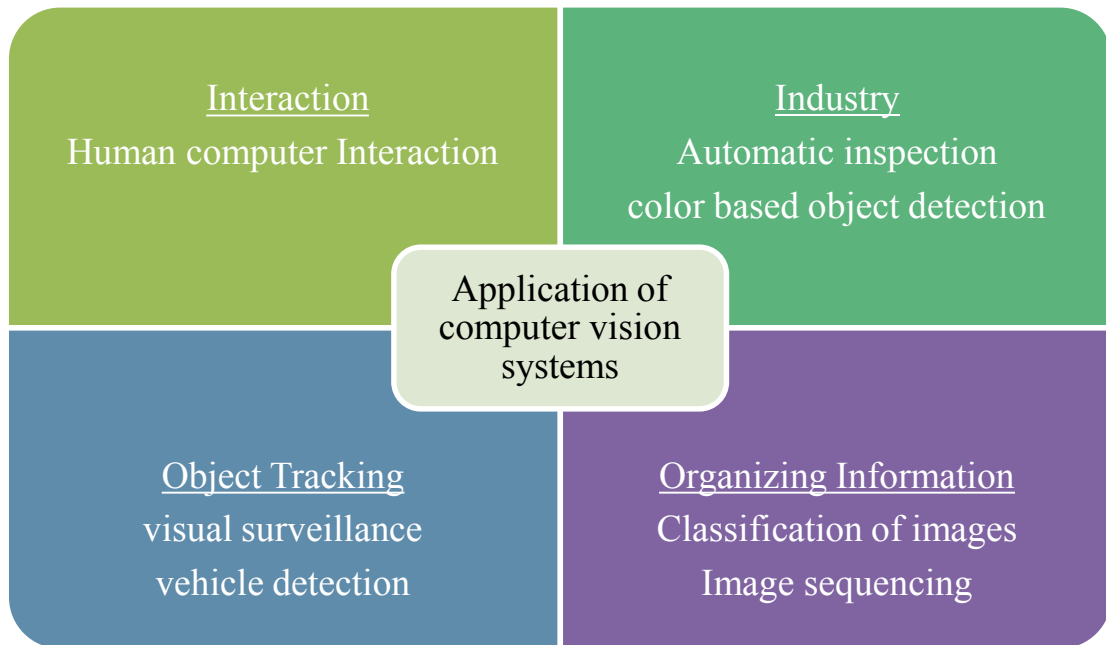 Interaction
Human computer Interaction
Industry
Automatic inspection
color based object detection
Application of
computer vision
systems
Object Tracking
visual surveillance
vehicle detection
Organizing Information
Classification of images
Image sequencing